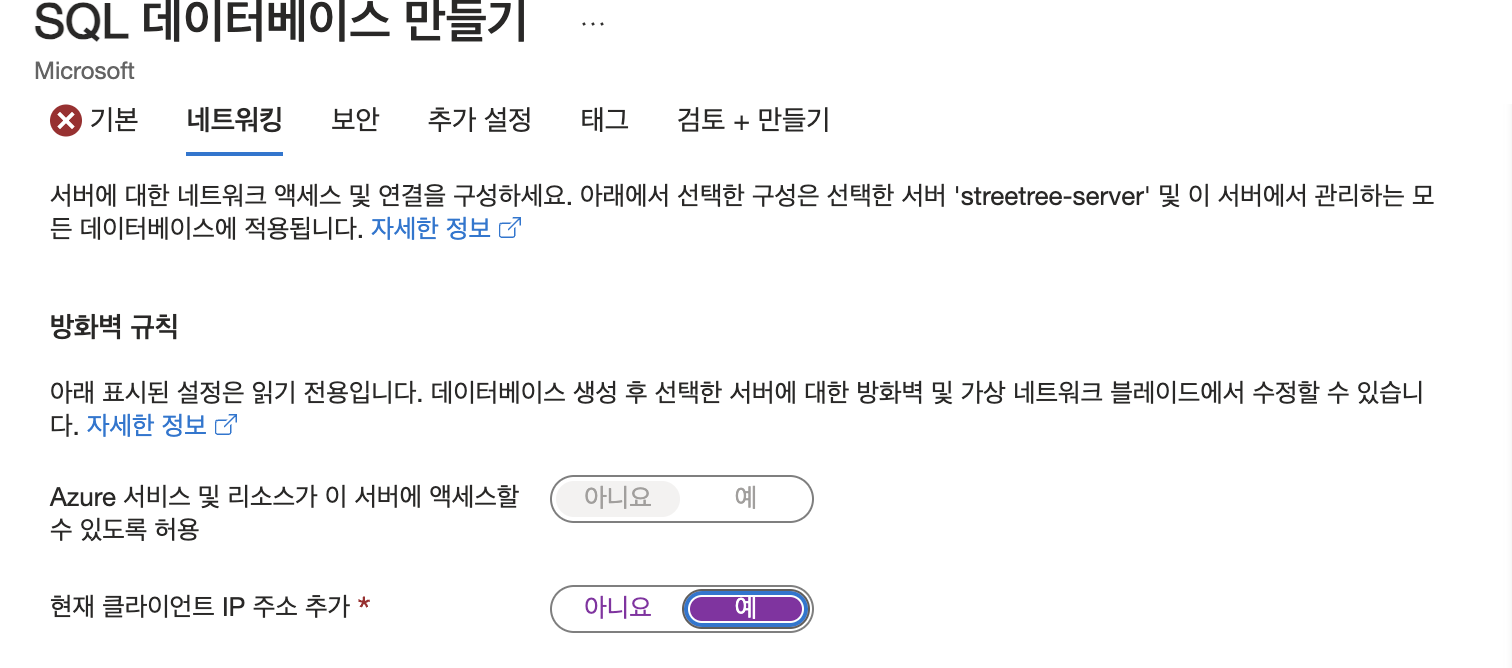 SQL 데이터베이스 만들기 ...
Microsoft
기본 네트워킹 보안 추가 설정 태그 검토 + 만들기
서버에 대한 네트워크 액세스 및 연결을 구성하세요. 아래에서 선택한 구성은 선택한 서버 'streetree-server' 및 이 서버에서 관리하는 모
든 데이터베이스에 적용됩니다. 자세한 정보
방화벽 규칙
아래 표시된 설정은 읽기 전용입니다. 데이터베이스 생성 후 선택한 서버에 대한 방화벽 및 가상 네트워크 블레이드에서 수정할 수 있습니
다. 자세한 정보
Azure 서비스 및 리소스가 이 서버에 액세스할
수 있도록 허용
아니요 예
현재 클라이언트 IP 주소 추가 *
아니요 예